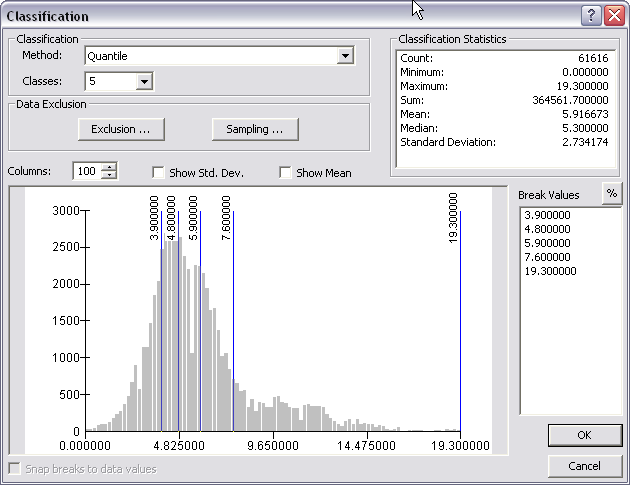 Classification
Classification
Method: Quantile
Classes: 5
Data Exclusion
Exclusion ...
Sampling ...
Classification Statistics
Count: 61616
Minimum: 0.000000
Maximum: 19.300000
Sum: 364561.700000
Mean: 5.916673
Median: 5.300000
Standard Deviation: 2.734174
Columns: 100 Show Std. Dev. Show Mean
Break Values %
3.900000
4.800000
5.900000
7.600000
19.300000
3000
2500
2000
1500
1000
500
0
3.900000
4.800000
5.900000
7.600000
19.300000
0.000000 4.825000 9.650000 14.475000 19.300000
Snap breaks to data values
OK
Cancel